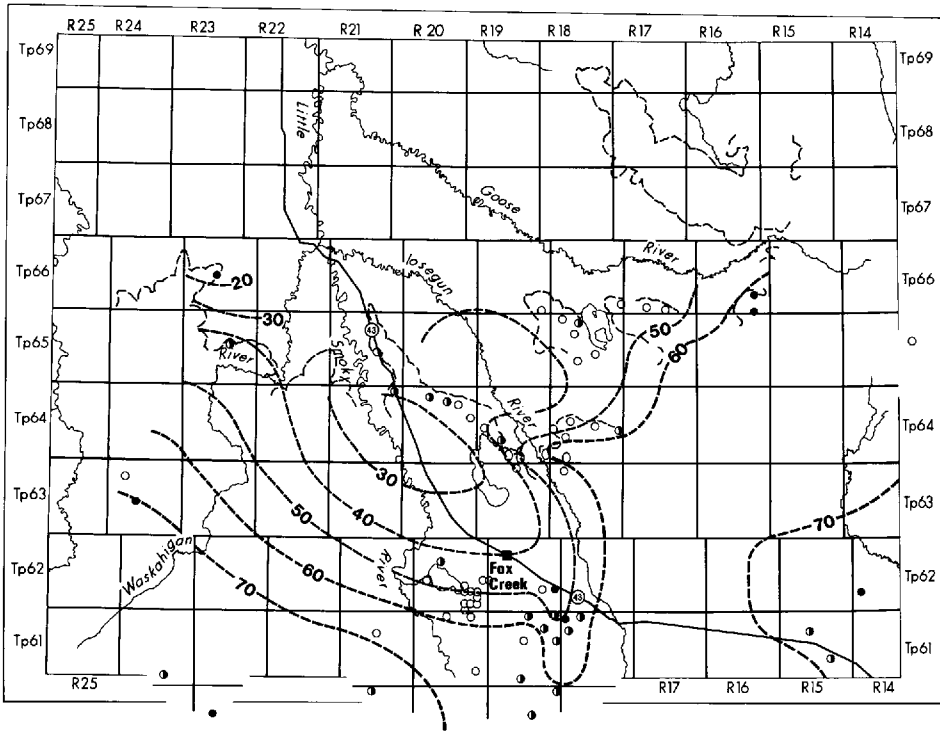 R25 R24 R23 R22 R21 R 20 R19 R18 R17 R16 R15 R14
Tp69 Tp69
Little
Tp68 Tp68
Goose
Tp67 Tp67
River
Iosegun
Tp66 Tp66
20
30
50
43
60
Tp65 Tp65
River
Smoky
River
Tp64 Tp64
30
Tp63 Tp63
40
50
70
Waskahigan
River
Fox
Creek
Tp62 Tp62
60
70
43
Tp61 Tp61
R25 R17 R16 R15 R14